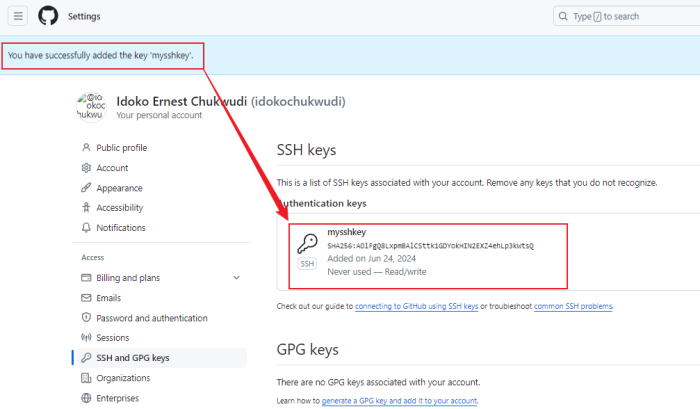 Settings
Type / to search
You have successfully added the key 'mysshkey'.
Idoko Ernest Chukwudi (idokochukwudi)
Your personal account
Public profile
Account
Appearance
Accessibility
Notifications
Access
Billing and plans
Emails
Password and authentication
Sessions
SSH and GPG keys
Organizations
Enterprises
SSH keys
This is a list of SSH keys associated with your account. Remove any keys that you do not recognize.
Authentication keys
mysshkey
SHA256:AOlFgQ8LxpmBAlCSttk1GDYokHIN2EXZ4ehLp3kWtsQ
SSH
Added on Jun 24, 2024
Never used — Read/write
Check out our guide to connecting to GitHub using SSH keys or troubleshoot common SSH problems.
GPG keys
There are no GPG keys associated with your account.
Learn how to generate a GPG key and add it to your account.